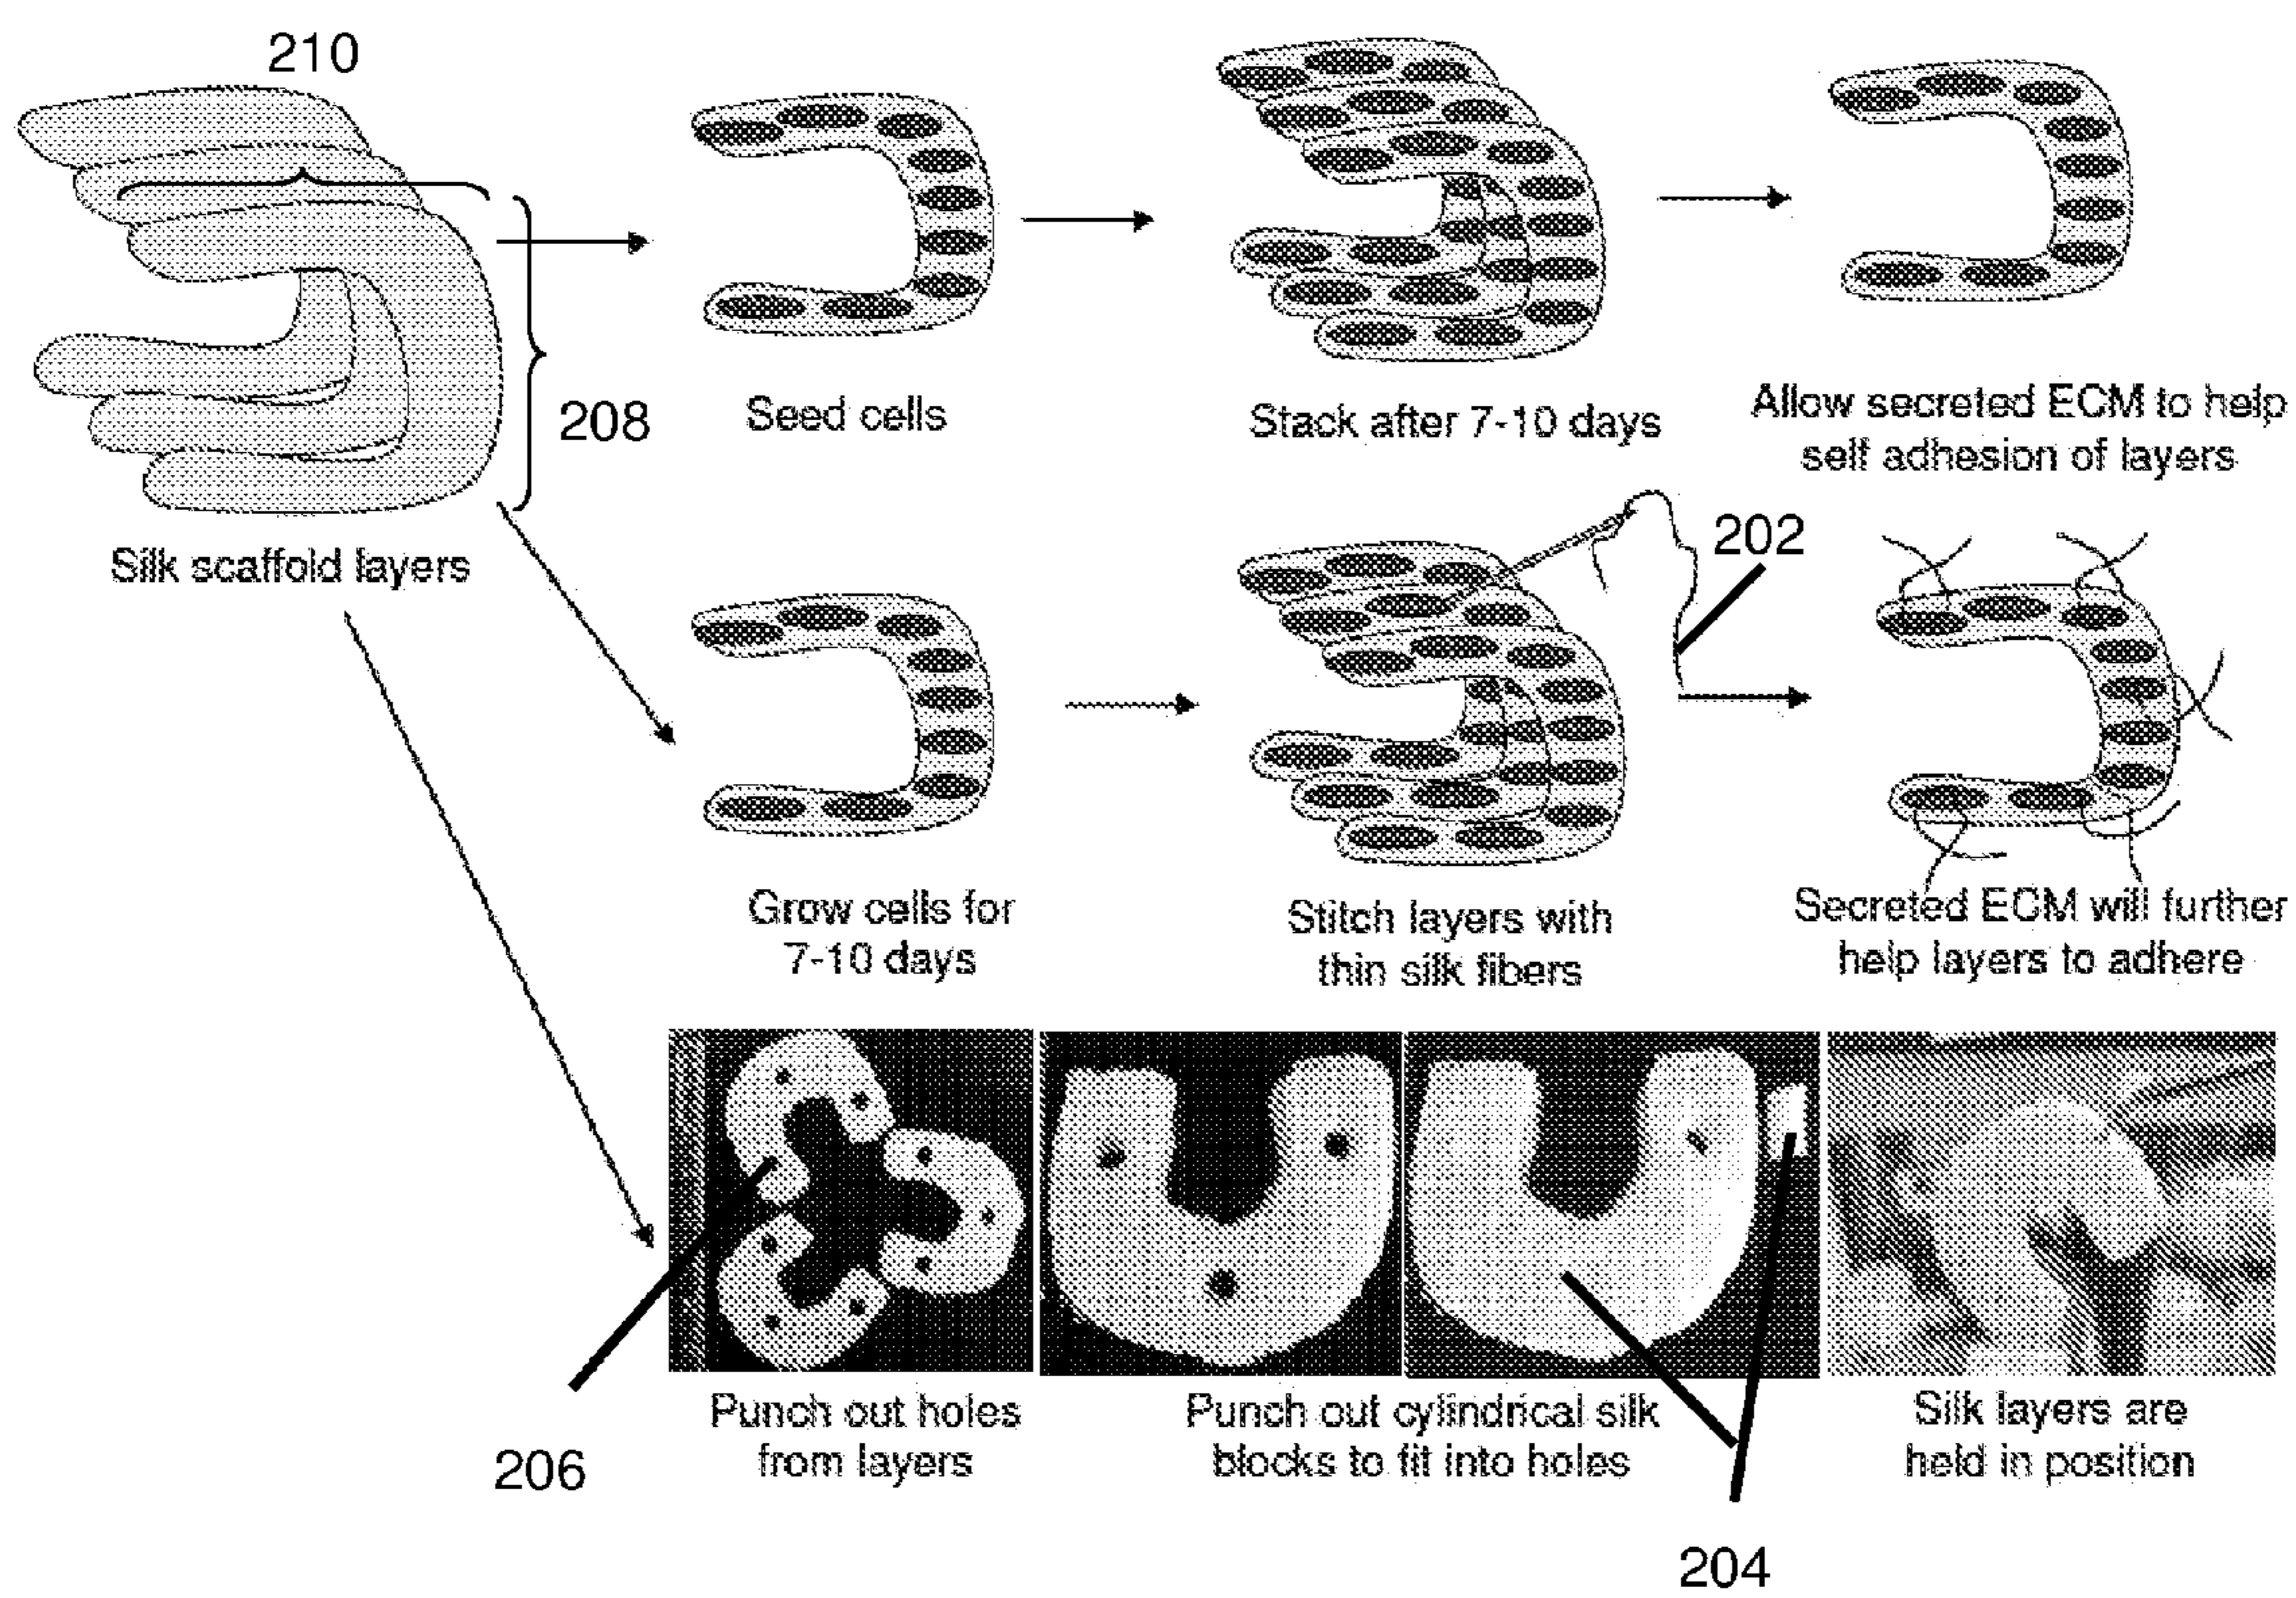 210
208
Silk scaffold layers
Seed cells
Stack after 7-10 days
Allow secreted ECM to help
self adhesion of layers
202
Grow cells for
7-10 days
Stitch layers with
thin silk fibers
Secreted ECM will further
help layers to adhere
206
Punch out holes
from layers
Punch out cylindrical silk
blocks to fit into holes
204
Silk layers are
held in position